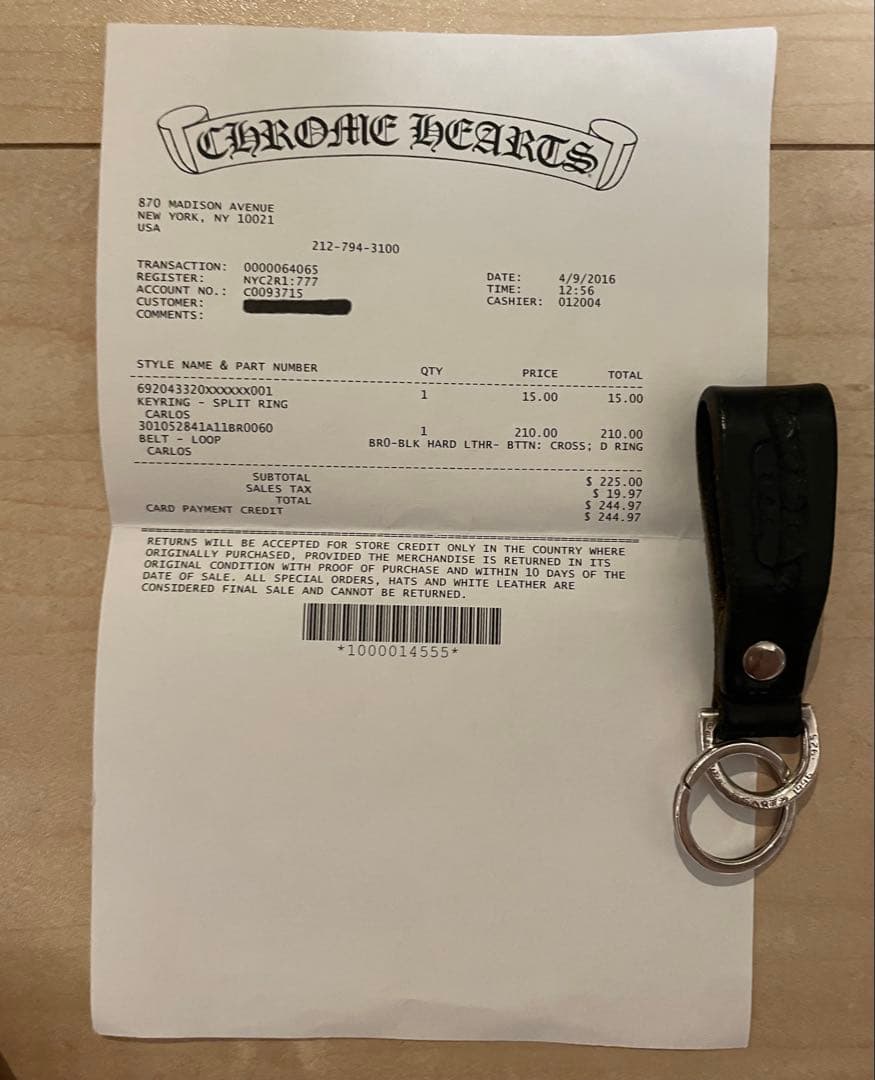 CHROME HEARTS
870 MADISON AVENUE
NEW YORK, NY 10021
USA
212-794-3100
TRANSACTION: 0000064065
REGISTER: NYC2R1:777
ACCOUNT NO.: C0093715
CUSTOMER:
COMMENTS:
DATE: 4/9/2016
TIME: 12:56
CASHIER: 012004
STYLE NAME & PART NUMBER QTY PRICE TOTAL
692043320XXXXXX001 1 15.00 15.00
KEYRING - SPLIT RING
CARLOS
301052841A11BR0060 1 210.00 210.00
BELT - LOOP BRO-BLK HARD LTHR- BTTN: CROSS; D RING
CARLOS
SUBTOTAL $ 225.00
SALES TAX $ 19.97
TOTAL $ 244.97
CARD PAYMENT CREDIT $ 244.97
RETURNS WILL BE ACCEPTED FOR STORE CREDIT ONLY IN THE COUNTRY WHERE
ORIGINALLY PURCHASED, PROVIDED THE MERCHANDISE IS RETURNED IN ITS
ORIGINAL CONDITION WITH PROOF OF PURCHASE AND WITHIN 10 DAYS OF THE
DATE OF SALE. ALL SPECIAL ORDERS, HATS AND WHITE LEATHER ARE
CONSIDERED FINAL SALE AND CANNOT BE RETURNED.
*1000014555*
925